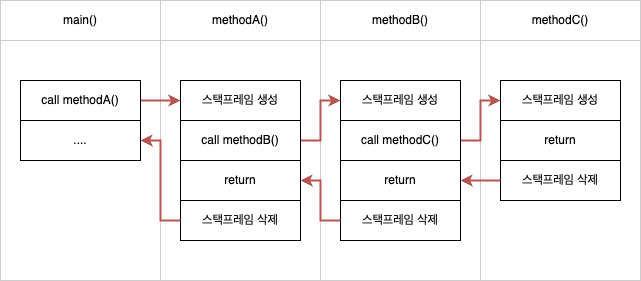 main()
methodA()
methodB()
methodC()
call methodA()
....
스택프레임 생성
call methodB()
return
스택프레임 삭제
스택프레임 생성
call methodC()
return
스택프레임 삭제
스택프레임 생성
return
스택프레임 삭제